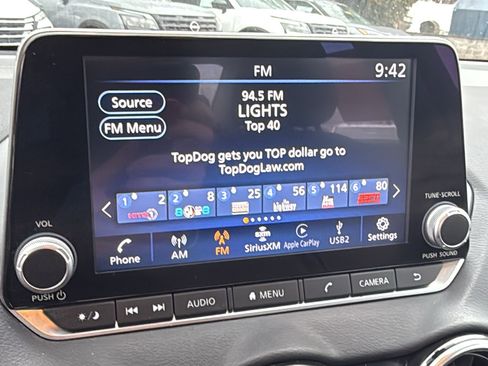 FM 9:42
Source
FM Menu
94.5 FM
LIGHTS
Top 40
TopDog gets you TOP dollar go to
TopDogLaw.com
1 2 2 8 3 25 4 56 5 114 6 80
Phone AM FM SiriusXM Apple CarPlay USB2 Settings
VOL
PUSH
TUNE·SCROLL
PUSH SOUND
AUDIO MENU CAMERA